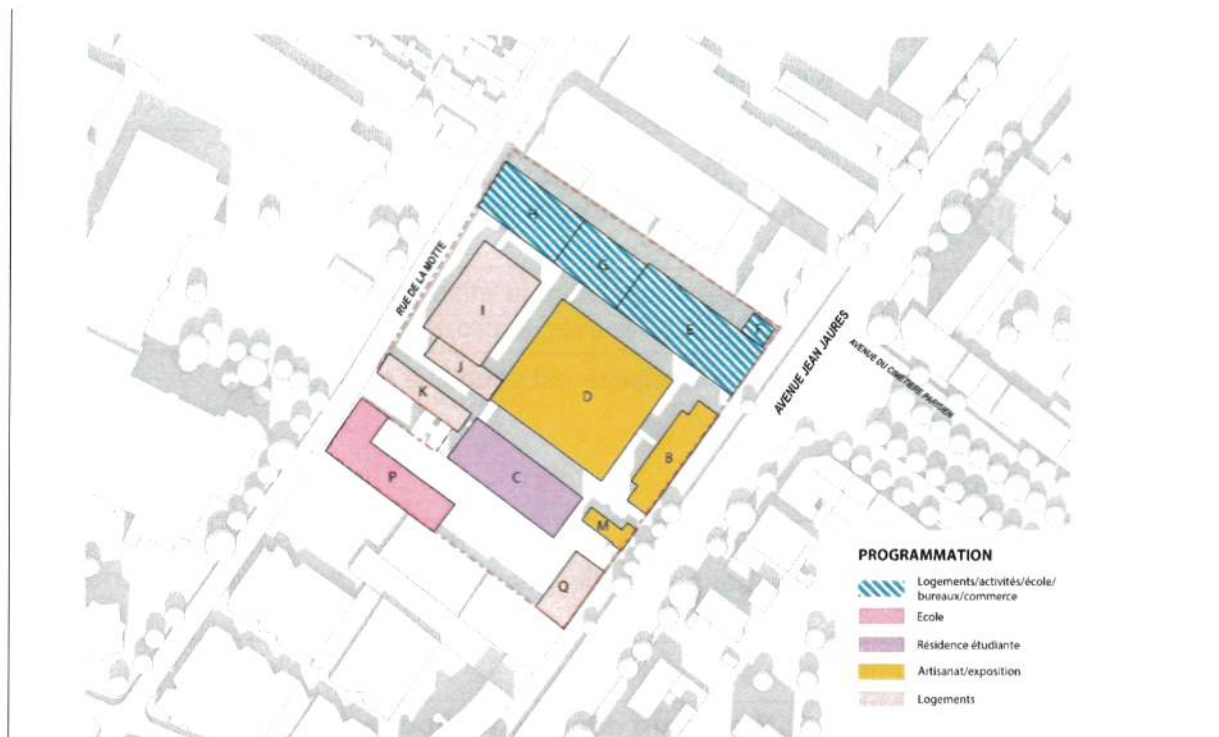 RUE DE LA MOTTE
G
E
I
J
K
D
B
P
C
M
Q
AVENUE JEAN JAURES
AVENUE DU CIMETIERE PARISIEN
PROGRAMMATION
Logements/activités/école/
bureaux/commerce
Ecole
Résidence étudiante
Artisanat/exposition
Logements